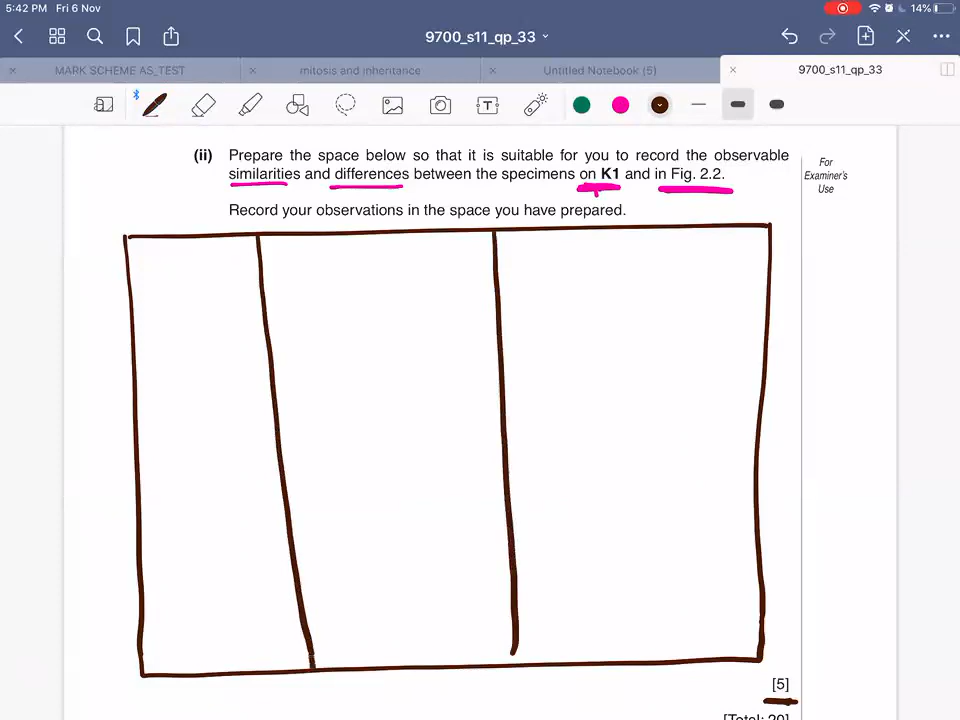 5:42 PM Fri 6 Nov
14%
9700_s11_qp_33
MARK SCHEME AS_TEST
mitosis and inheritance
Untitled Notebook (5)
9700_s11_qp_33
(ii) Prepare the space below so that it is suitable for you to record the observable
similarities and differences between the specimens on K1 and in Fig. 2.2.
Record your observations in the space you have prepared.
For
Examiner's
Use
[5]
[Total: 20]